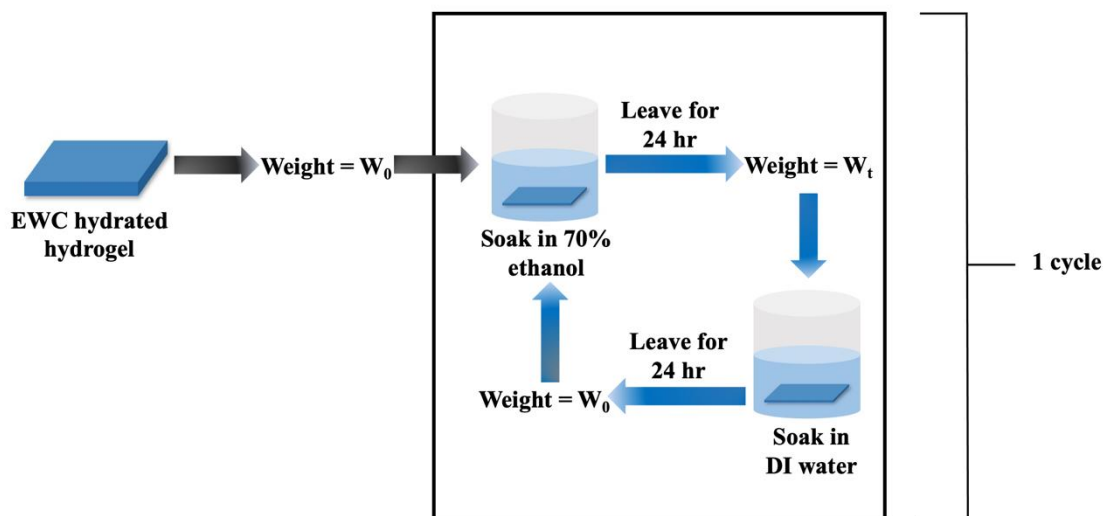 EWC hydrated
hydrogel
Weight = W₀
Soak in 70%
ethanol
Leave for
24 hr
Weight = Wₜ
Soak in
DI water
Leave for
24 hr
Weight = W₀
1 cycle